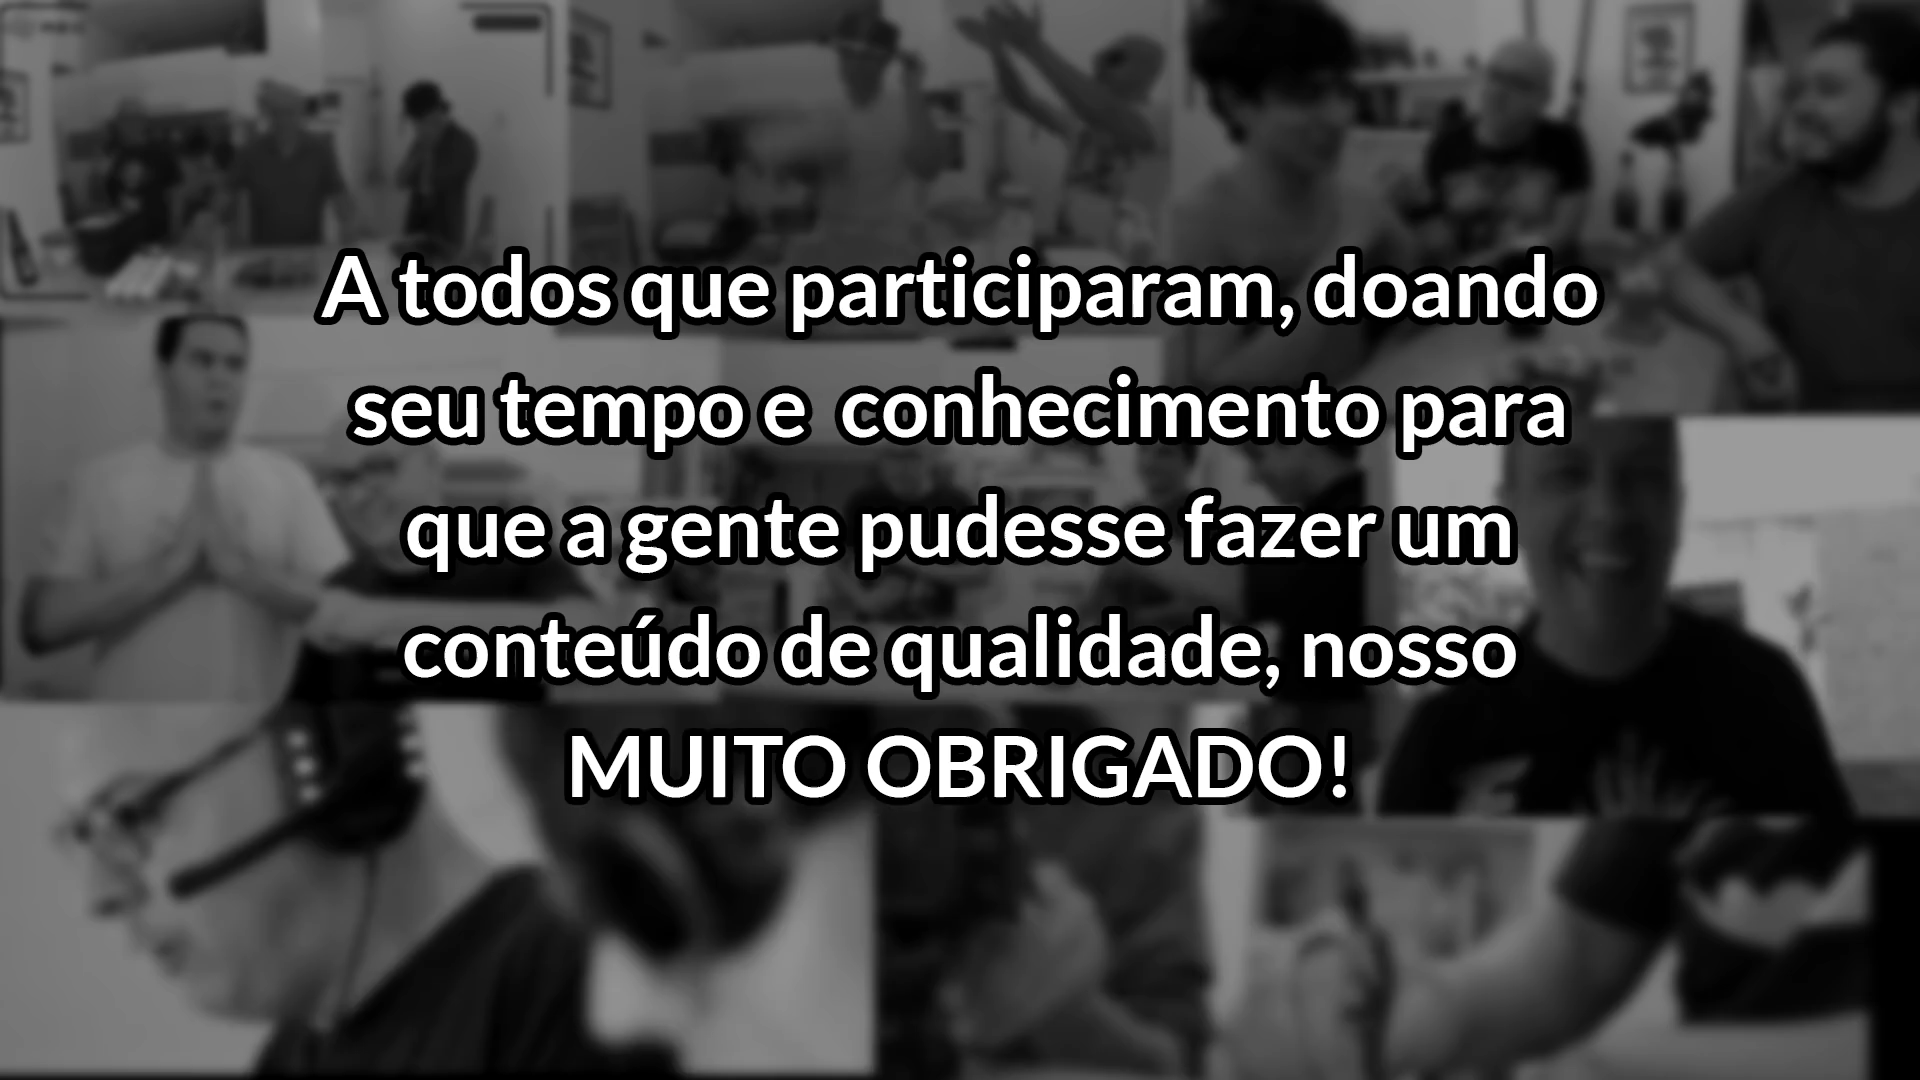 A todos que participaram, doando
seu tempo e conhecimento para
que a gente pudesse fazer um
conteúdo de qualidade, nosso
MUITO OBRIGADO!